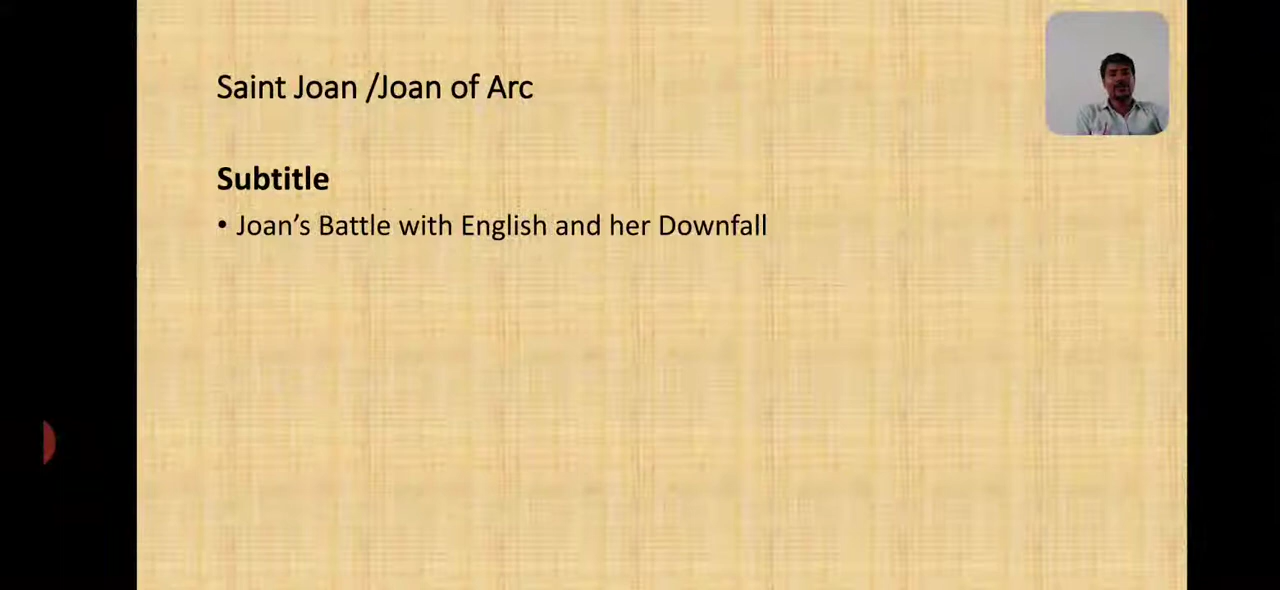 Saint Joan /Joan of Arc
Subtitle
• Joan's Battle with English and her Downfall